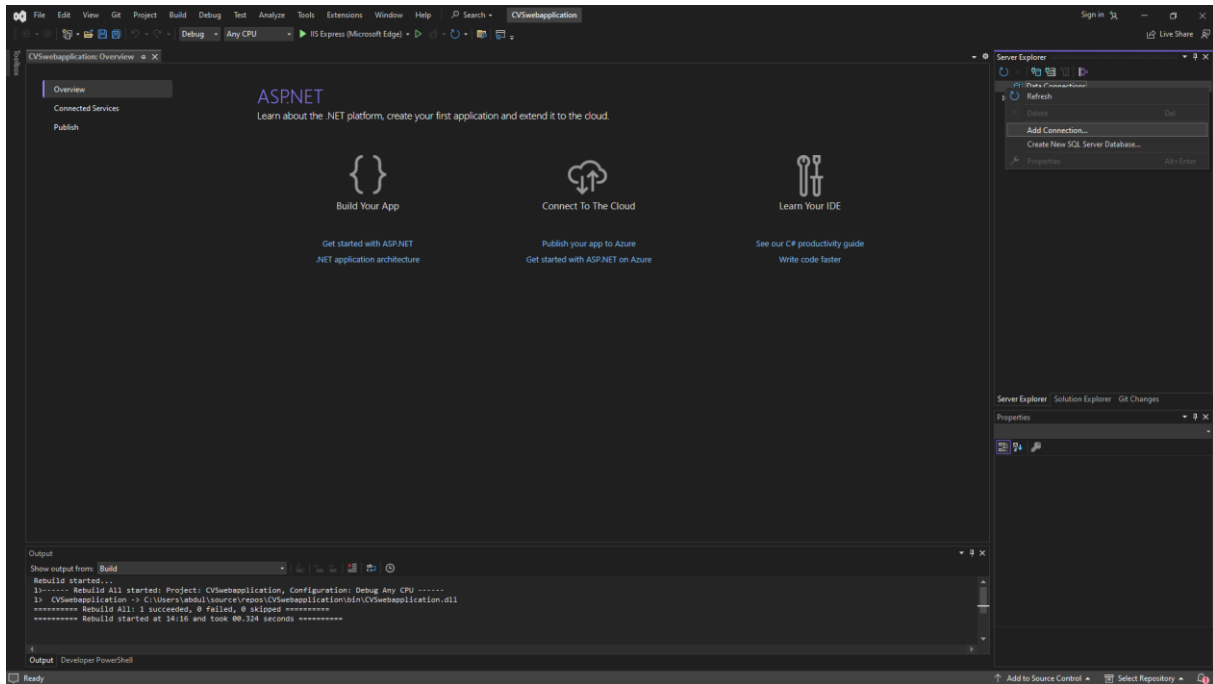 File Edit View Git Project Build Debug Test Analyze Tools Extensions Window Help Search CVSwebapplication Sign in
Debug Any CPU IIS Express (Microsoft Edge) Live Share
Toolbox
CVSwebapplication: Overview
Overview
Connected Services
Publish
ASP.NET
Learn about the .NET platform, create your first application and extend it to the cloud.
{ }
Build Your App
Connect To The Cloud
Learn Your IDE
Get started with ASP.NET
Publish your app to Azure
See our C# productivity guide
.NET application architecture
Get started with ASP.NET on Azure
Write code faster
Server Explorer
Data Connections
Refresh
Delete Del
Add Connection...
Create New SQL Server Database...
Properties Alt+Enter
Server Explorer Solution Explorer Git Changes
Properties
Output
Show output from: Build
Rebuild started...
1>------ Rebuild All started: Project: CVSwebapplication, Configuration: Debug Any CPU ------
1> CVSwebapplication -> C:\Users\abdul\source\repos\CVSwebapplication\bin\CVSwebapplication.dll
========== Rebuild All: 1 succeeded, 0 failed, 0 skipped ==========
========== Rebuild started at 14:16 and took 00.324 seconds ==========
Output Developer PowerShell
Ready Add to Source Control Select Repository